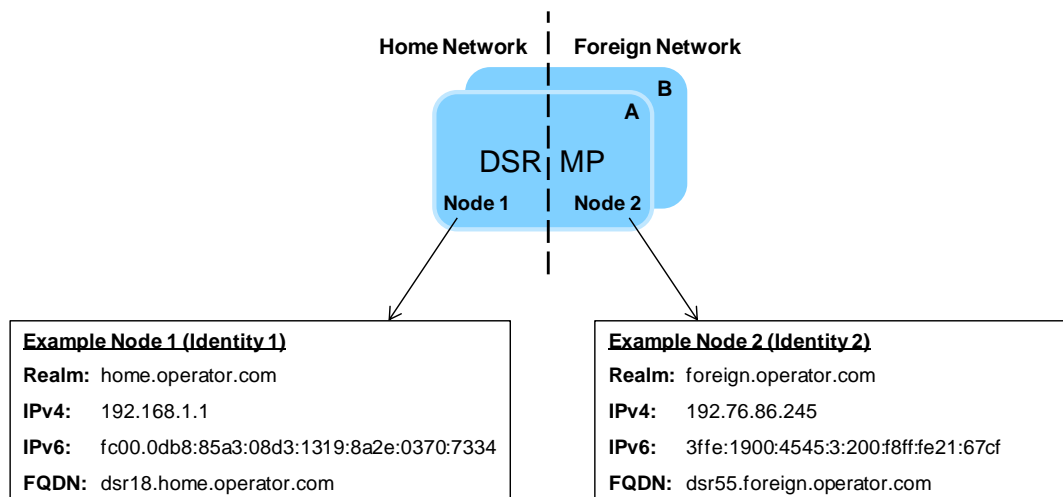 Home Network
Foreign Network
B
A
DSR MP
Node 1
Node 2
Example Node 1 (Identity 1)
Realm: home.operator.com
IPv4: 192.168.1.1
IPv6: fc00.0db8:85a3:08d3:1319:8a2e:0370:7334
FQDN: dsr18.home.operator.com
Example Node 2 (Identity 2)
Realm: foreign.operator.com
IPv4: 192.76.86.245
IPv6: 3ffe:1900:4545:3:200:f8ff:fe21:67cf
FQDN: dsr55.foreign.operator.com